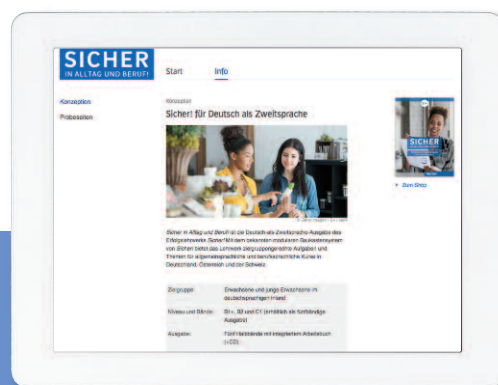 SICHER
IN ALLTAG UND BERUF!
Start Info
Konzeption
Probeseiten
Konzeption
Sicher! für Deutsch als Zweitsprache
Sicher in Alltag und Beruf! ist die Deutsch-als-Zweitsprache-Ausgabe des
Erfolgslehrwerks Sicher! Mit dem bekannten modularen Baukastensystem
von Sicher! bietet das Lehrwerk zielgruppengerechte Aufgaben und
Themen für allgemeinsprachliche und berufssprachliche Kurse in
Deutschland, Österreich und der Schweiz.
Zielgruppe: Erwachsene und junge Erwachsene im
deutschsprachigen Inland
Niveau und Bände: B1+, B2 und C1 (erhältlich als fünfbändige
Ausgabe)
Ausgabe: Fünf Halbbände mit integriertem Arbeitsbuch
(+CD):
SICHER
Zum Shop